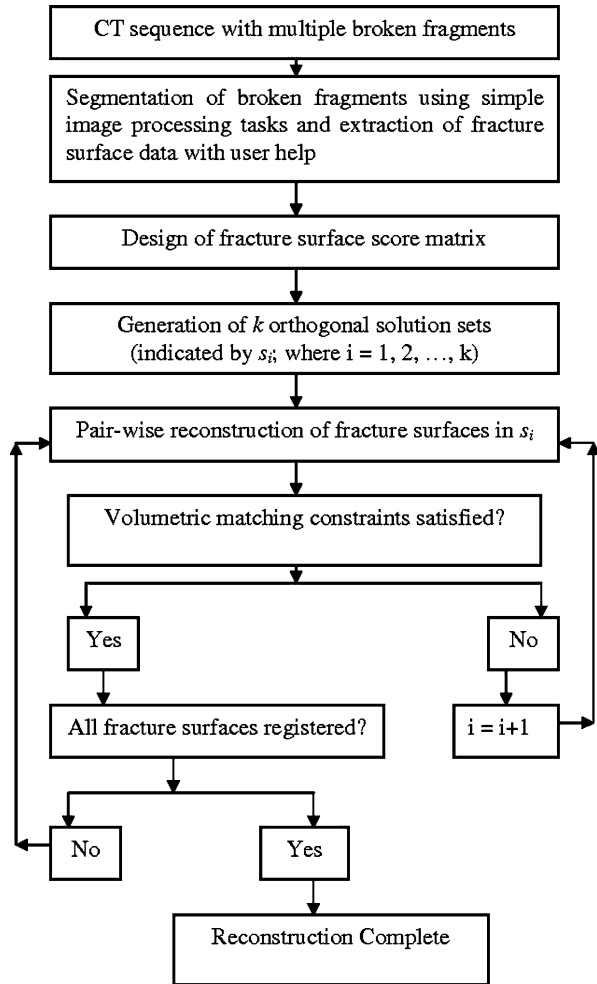 CT sequence with multiple broken fragments
Segmentation of broken fragments using simple
image processing tasks and extraction of fracture
surface data with user help
Design of fracture surface score matrix
Generation of k orthogonal solution sets
(indicated by si; where i = 1, 2, …, k)
Pair-wise reconstruction of fracture surfaces in si
Volumetric matching constraints satisfied?
Yes
No
All fracture surfaces registered?
i = i+1
No
Yes
Reconstruction Complete